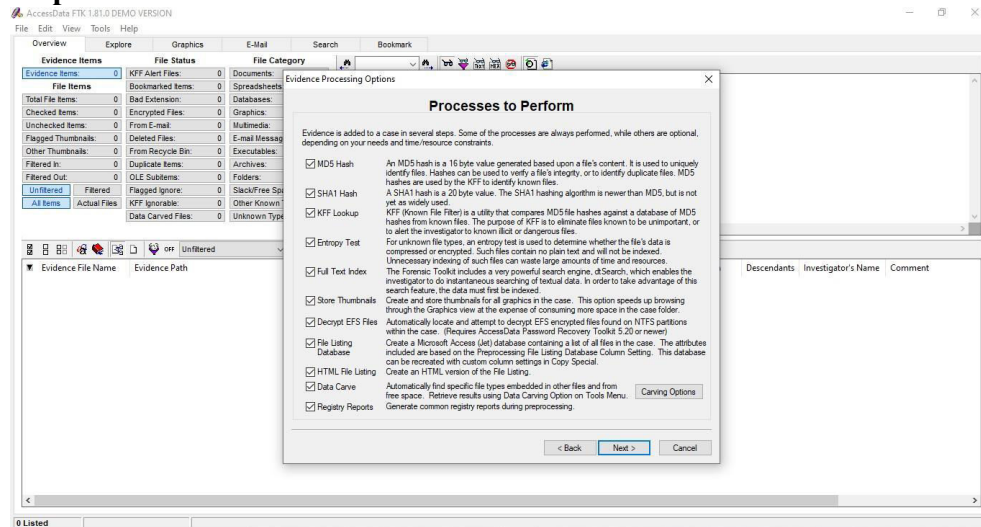 AccessData FTK 1.81.0 DEMO VERSION
File Edit View Tools Help
Overview Explore Graphics E-Mail Search Bookmark
Evidence Items File Status File Category
Evidence Items: 0 KFF Alert Files: 0 Documents:
File Items Bookmarked Items: 0 Spreadsheets
Total File Items: 0 Bad Extension: 0 Databases:
Checked Items: 0 Encrypted Files: 0 Graphics:
Unchecked Items: 0 From E-mail: 0 Multimedia:
Flagged Thumbnails: 0 Deleted Files: 0 E-mail Messag
Other Thumbnails: 0 From Recycle Bin: 0 Executables:
Filtered In: 0 Duplicate Items: 0 Archives:
Filtered Out: 0 OLE Subitems: 0 Folders:
Unfiltered Filtered Flagged Ignore: 0 Slack/Free Spa
All Items Actual Files KFF Ignorable: 0 Other Known
Data Carved Files: 0 Unknown Type
OFF Unfiltered
Evidence File Name Evidence Path
Descendants Investigator's Name Comment
Evidence Processing Options
Processes to Perform
Evidence is added to a case in several steps. Some of the processes are always performed, while others are optional,
depending on your needs and time/resource constraints.
MD5 Hash An MD5 hash is a 16 byte value generated based upon a file's content. It is used to uniquely
identify files. Hashes can be used to verify a file's integrity, or to identify duplicate files. MD5
hashes are used by the KFF to identify known files.
SHA1 Hash A SHA1 hash is a 20 byte value. The SHA1 hashing algorithm is newer than MD5, but is not
yet as widely used.
KFF Lookup KFF (Known File Filter) is a utility that compares MD5 file hashes against a database of MD5
hashes from known files. The purpose of KFF is to eliminate files known to be unimportant, or
to alert the investigator to known illicit or dangerous files.
Entropy Test For unknown file types, an entropy test is used to determine whether the file's data is
compressed or encrypted. Such files contain no plain text and will not be indexed.
Unnecessary indexing of such files can waste large amounts of time and resources.
Full Text Index The Forensic Toolkit includes a very powerful search engine, dtSearch, which enables the
investigator to do instantaneous searching of textual data. In order to take advantage of this
search feature, the data must first be indexed.
Store Thumbnails Create and store thumbnails for all graphics in the case. This option speeds up browsing
through the Graphics view at the expense of consuming more space in the case folder.
Decrypt EFS Files Automatically locate and attempt to decrypt EFS encrypted files found on NTFS partitions
within the case. (Requires AccessData Password Recovery Toolkit 5.20 or newer)
File Listing Database Create a Microsoft Access (Jet) database containing a list of all files in the case. The attributes
included are based on the Preprocessing File Listing Database Column Setting. This database
can be recreated with custom column settings in Copy Special.
HTML File Listing Create an HTML version of the File Listing.
Data Carve Automatically find specific file types embedded in other files and from
free space. Retrieve results using Data Carving Option on Tools Menu. Carving Options
Registry Reports Generate common registry reports during preprocessing.
< Back Next > Cancel
0 Listed